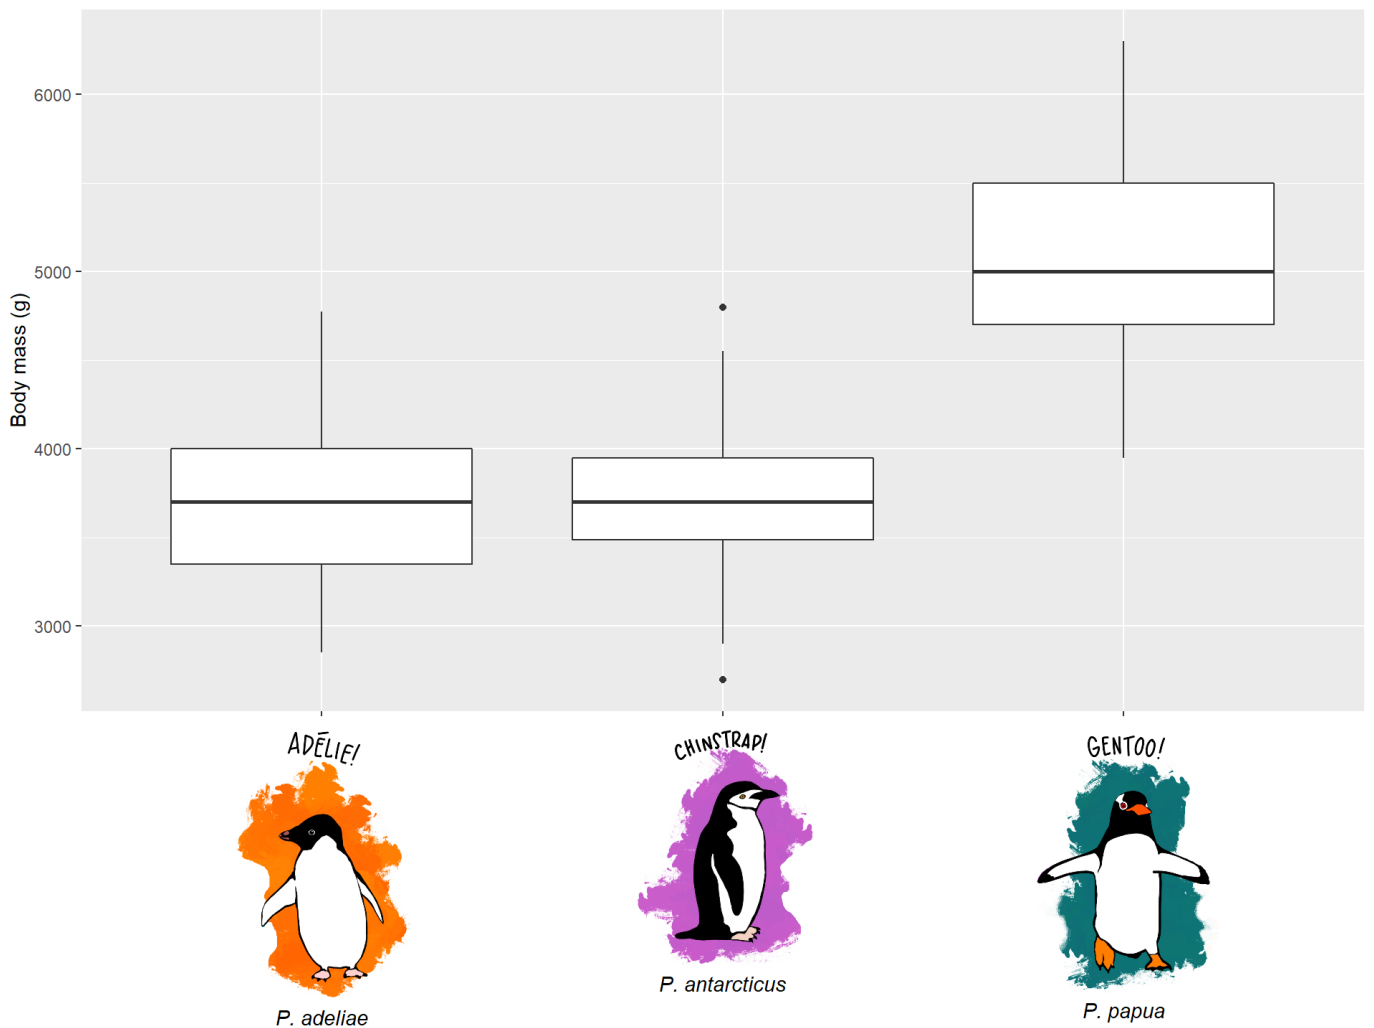 6000
5000
4000
3000
Body mass (g)
ADÉLIE!
CHINSTRAP!
GENTOO!
P. adeliae
P. antarcticus
P. papua